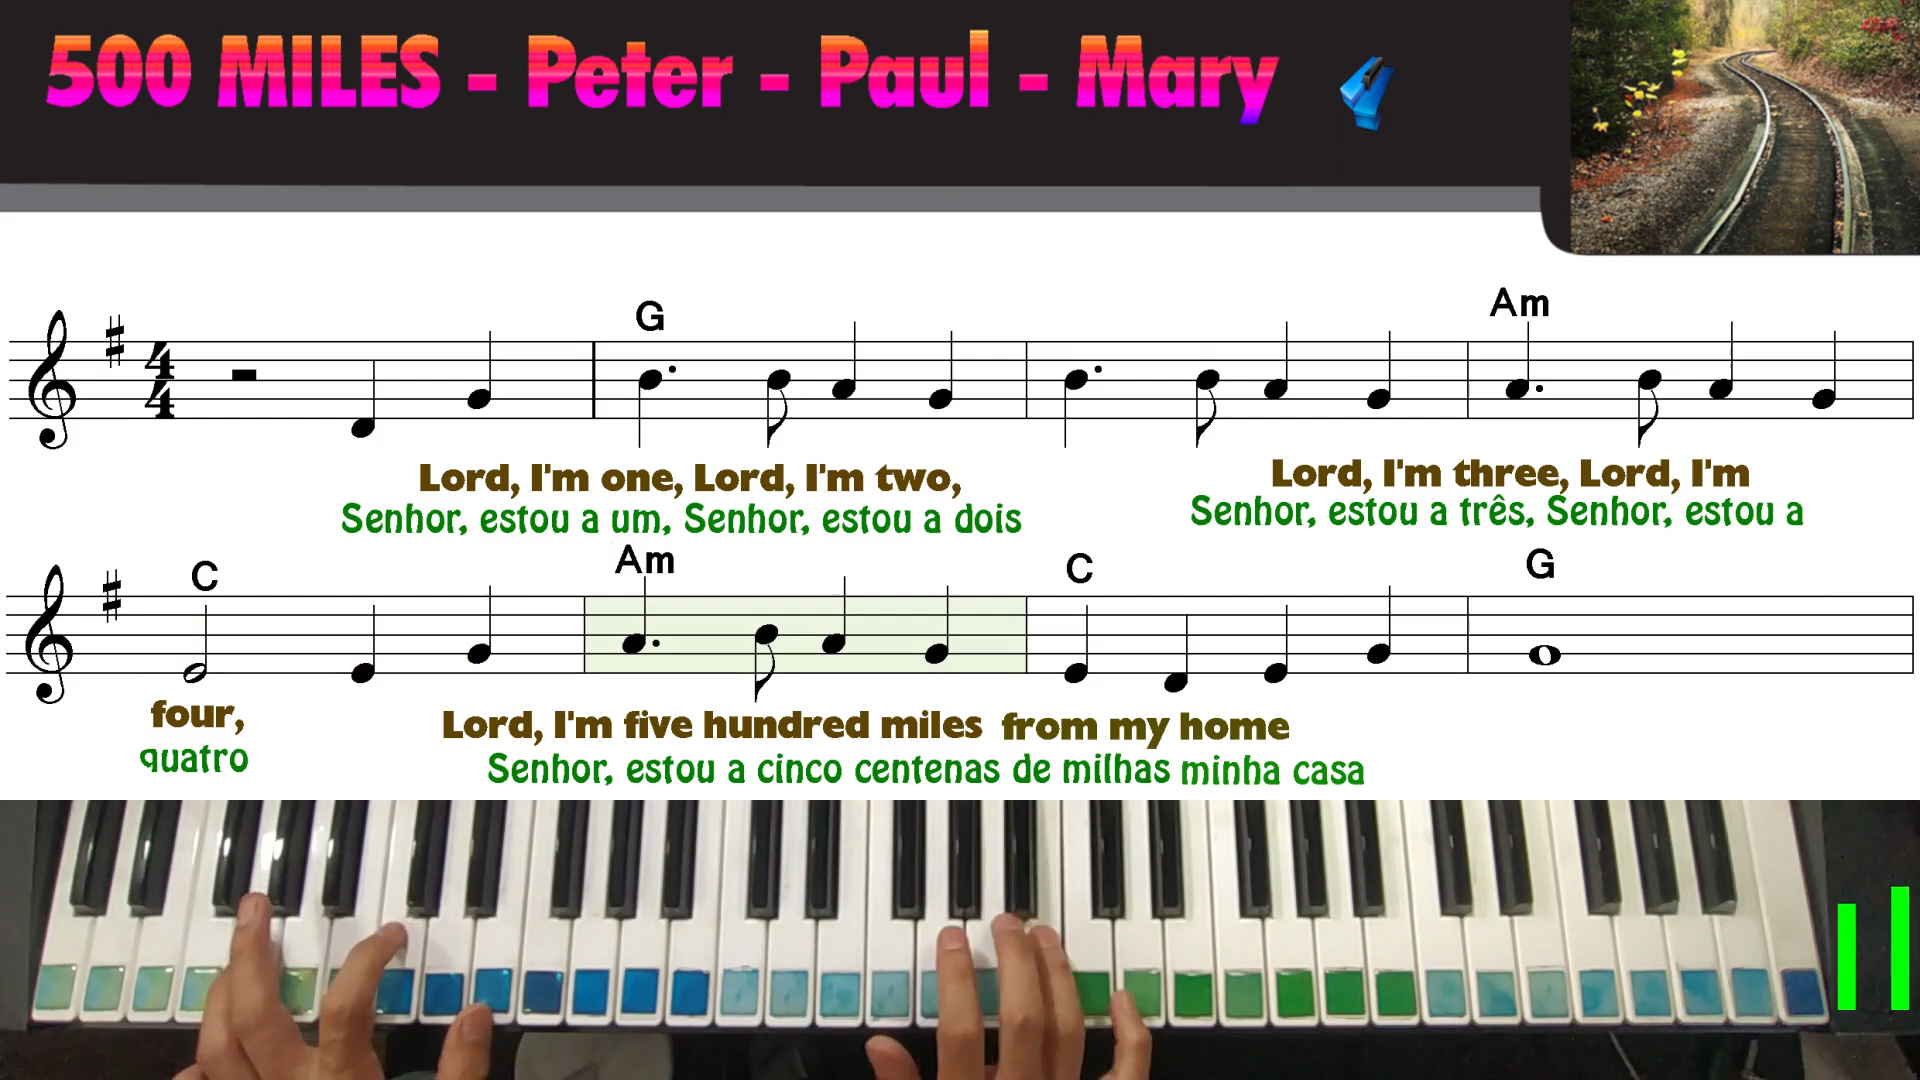 500 MILES - Peter - Paul - Mary
G Am
4
4
Lord, I'm one, Lord, I'm two, Lord, I'm three, Lord, I'm
Senhor, estou a um, Senhor, estou a dois Senhor, estou a três, Senhor, estou a
C Am C G
four, Lord, I'm five hundred miles from my home
quatro Senhor, estou a cinco centenas de milhas minha casa